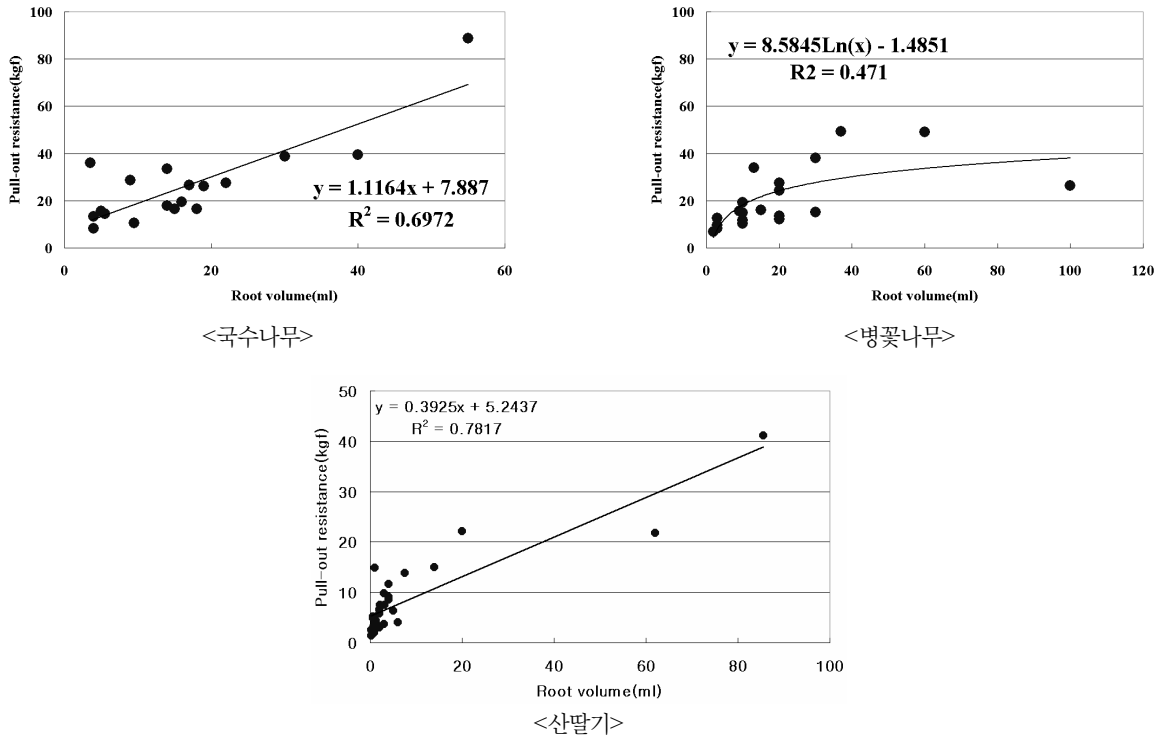 100
80
60
40
20
0
Pull-out resistance(kgf)
y = 1.1164x + 7.887
R² = 0.6972
0 20 40 60
Root volume(ml)
<국수나무>
100
80
60
40
20
0
Pull-out resistance(kgf)
y = 8.5845Ln(x) - 1.4851
R2 = 0.471
0 20 40 60 80 100 120
Root volume(ml)
<병꽃나무>
50
40
30
20
10
0
Pull-out resistance(kgf)
y = 0.3925x + 5.2437
R² = 0.7817
0 20 40 60 80 100
Root volume(ml)
<산딸기>